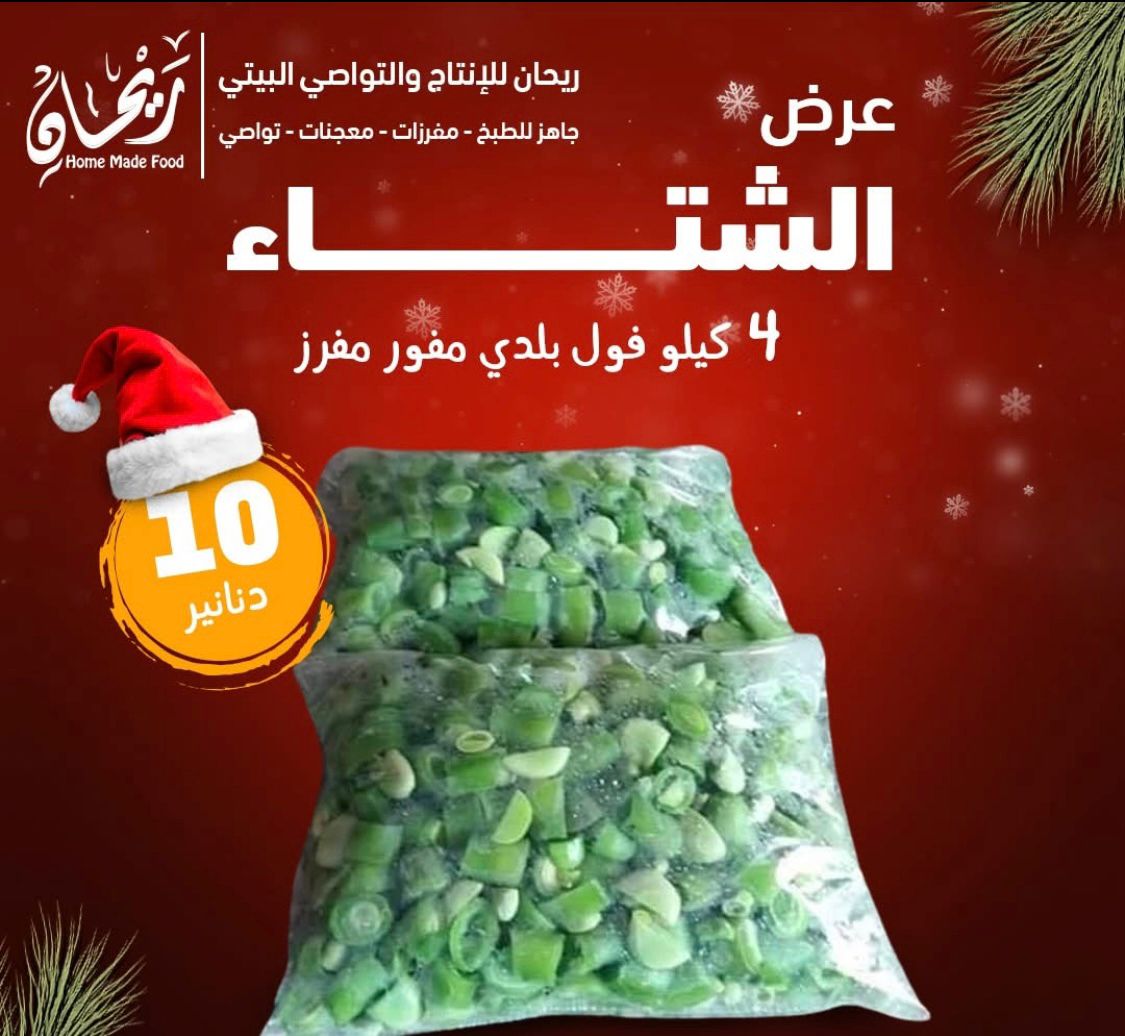 ريحان
Home Made Food
ريحان للإنتاج والتواصي البيتي
جاهز للطبخ - مفرزات - معجنات - تواصي
عرض
الشتـــاء
4 كيلو فول بلدي مفور مفرز
10
دنانير